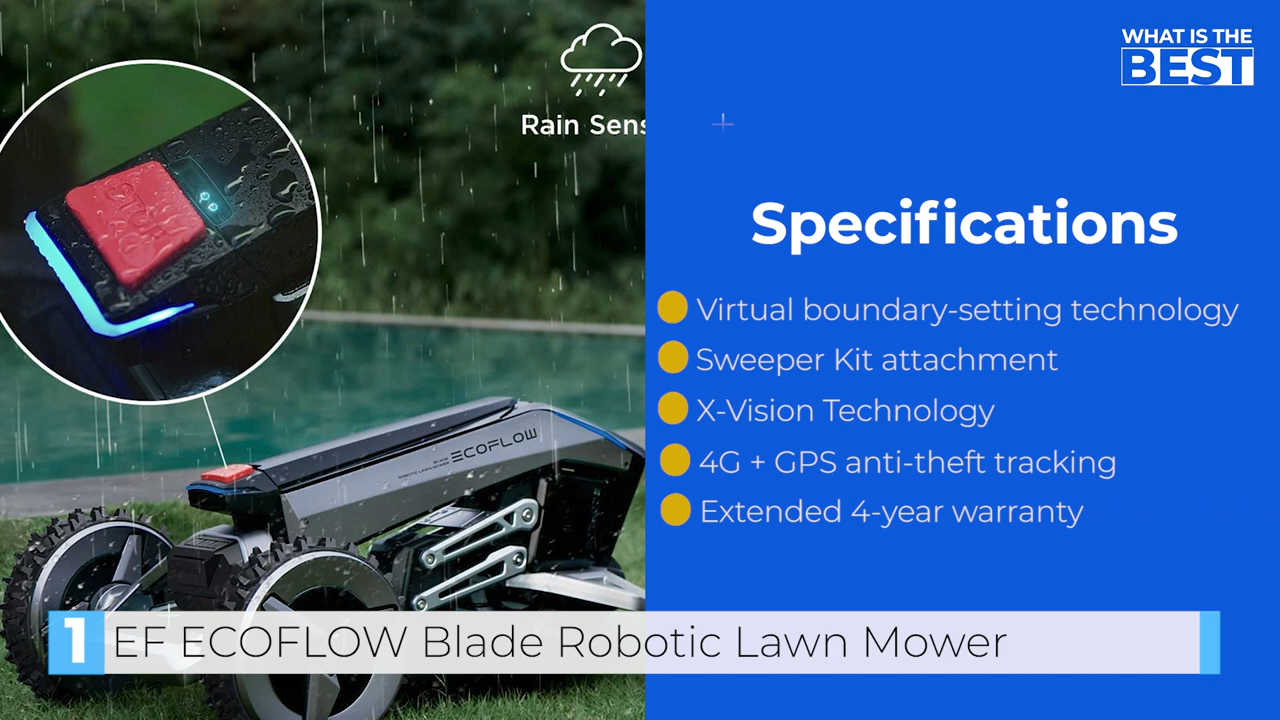 WHAT IS THE
BEST
Rain Sens
STOP
Specifications
Virtual boundary-setting technology
Sweeper Kit attachment
X-Vision Technology
4G + GPS anti-theft tracking
Extended 4-year warranty
ECOFLOW
1 EF ECOFLOW Blade Robotic Lawn Mower